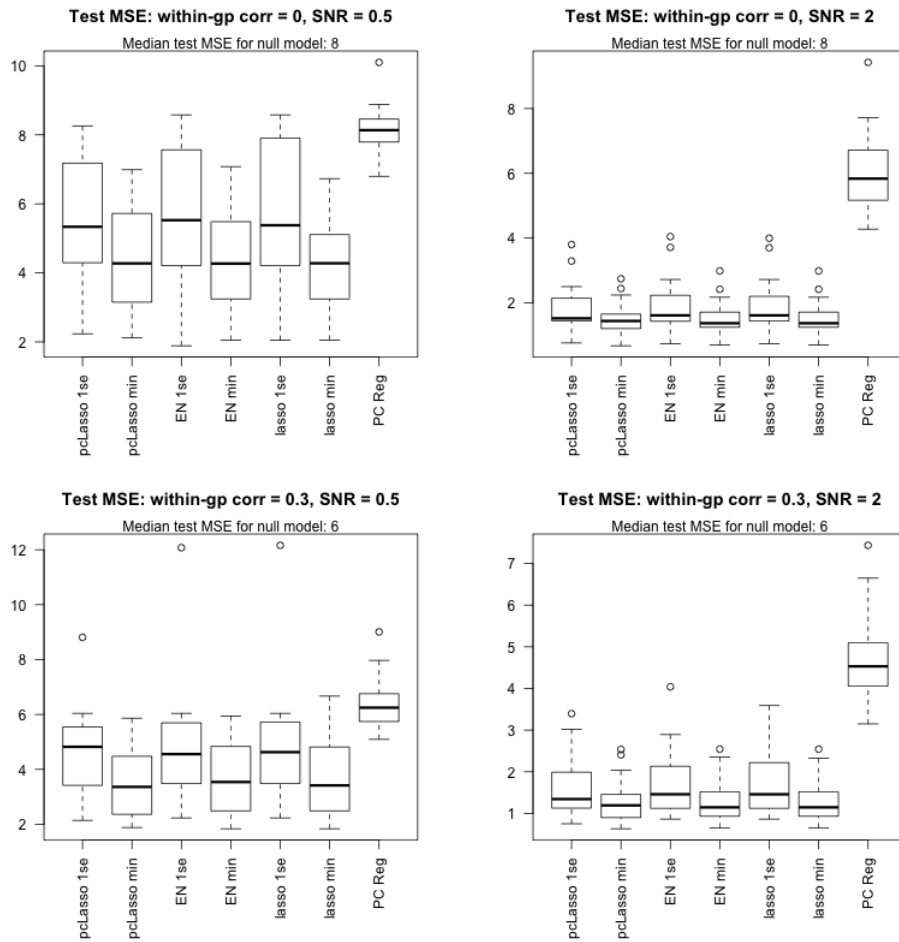 Test MSE: within-gp corr = 0, SNR = 0.5
Median test MSE for null model: 8
10
8
6
4
2
pcLasso 1se
pcLasso min
EN 1se
EN min
lasso 1se
lasso min
PC Reg
Test MSE: within-gp corr = 0, SNR = 2
Median test MSE for null model: 8
8
6
4
2
pcLasso 1se
pcLasso min
EN 1se
EN min
lasso 1se
lasso min
PC Reg
Test MSE: within-gp corr = 0.3, SNR = 0.5
Median test MSE for null model: 6
12
10
8
6
4
2
pcLasso 1se
pcLasso min
EN 1se
EN min
lasso 1se
lasso min
PC Reg
Test MSE: within-gp corr = 0.3, SNR = 2
Median test MSE for null model: 6
7
6
5
4
3
2
1
pcLasso 1se
pcLasso min
EN 1se
EN min
lasso 1se
lasso min
PC Reg